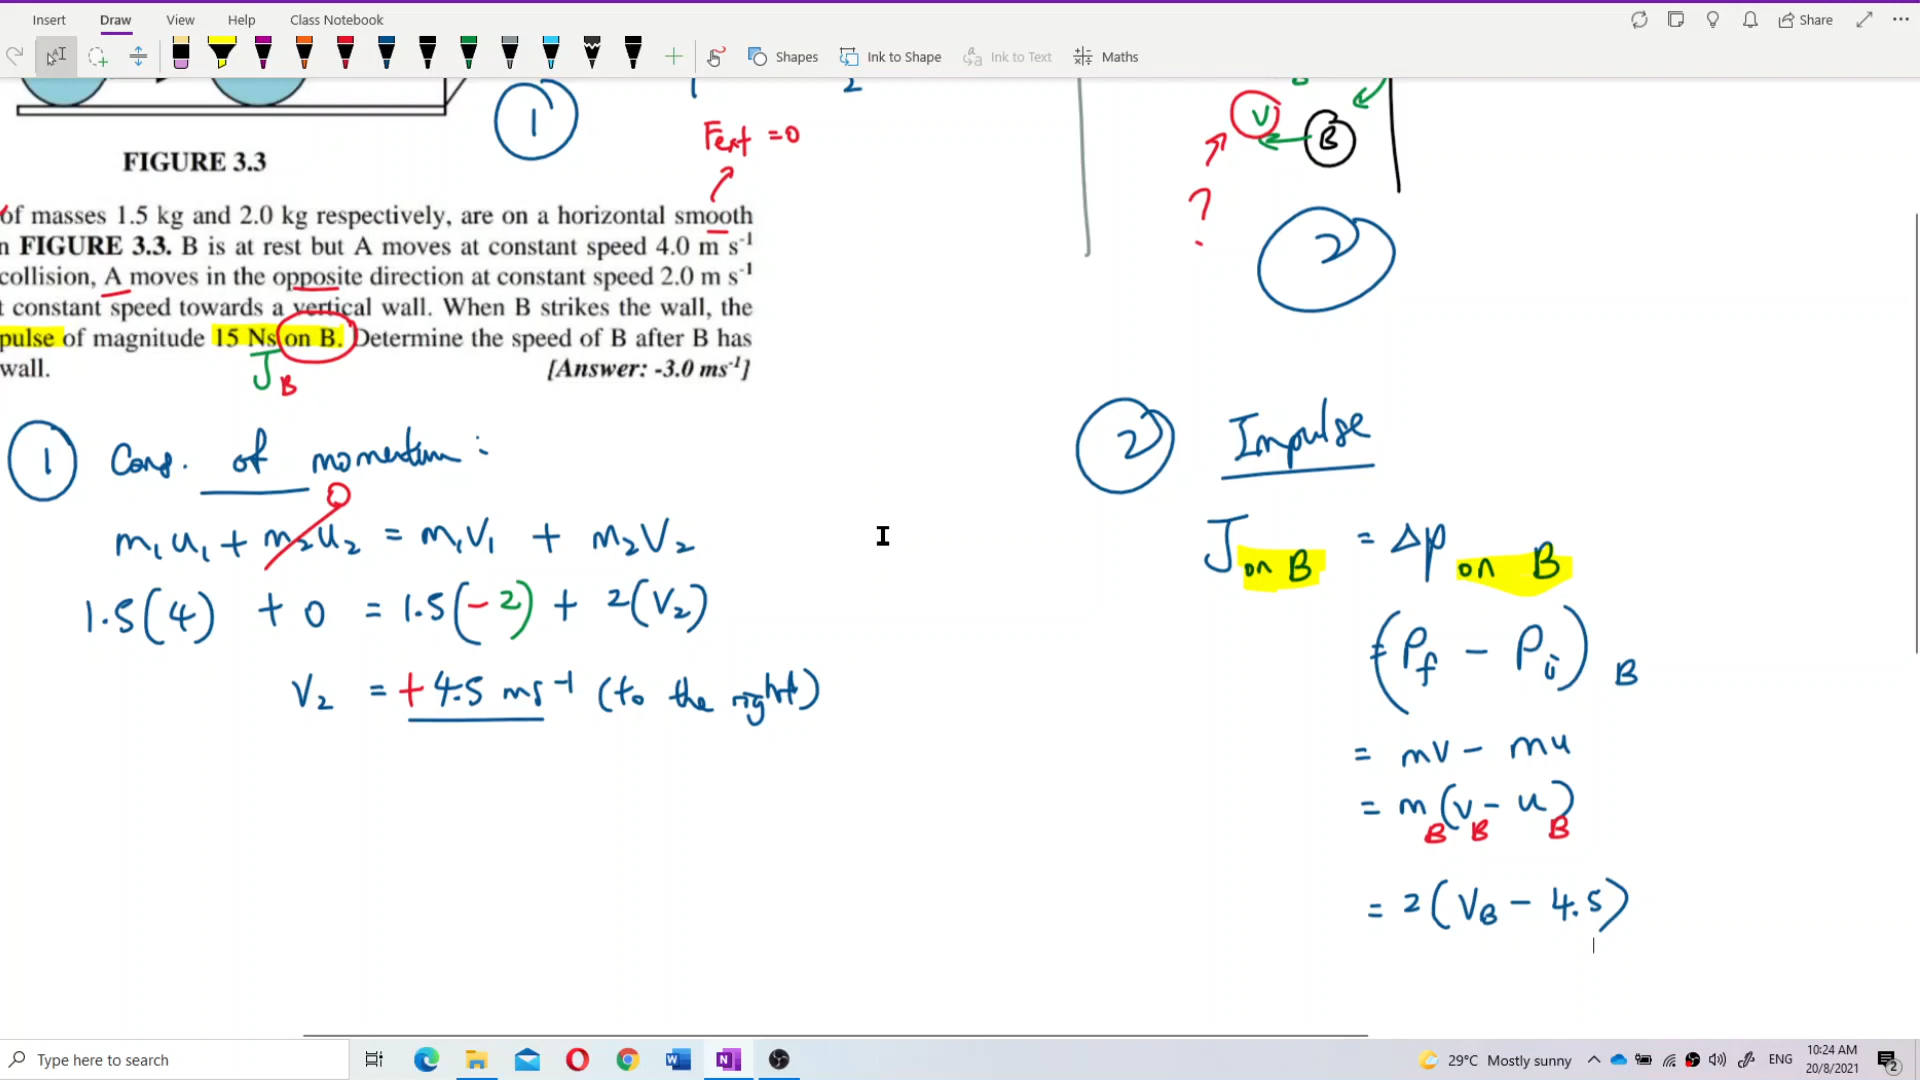 Insert Draw View Help Class Notebook
Share
Shapes Ink to Shape Ink to Text Maths
1
Fext = 0
FIGURE 3.3
of masses 1.5 kg and 2.0 kg respectively, are on a horizontal smooth
n FIGURE 3.3. B is at rest but A moves at constant speed 4.0 m s⁻¹
collision, A moves in the opposite direction at constant speed 2.0 m s⁻¹
t constant speed towards a vertical wall. When B strikes the wall, the
pulse of magnitude 15 Ns on B. Determine the speed of B after B has
wall. [Answer: -3.0 ms⁻¹]
J B
V B
?
2
1 Cons. of momentum :
0
m₁u₁ + m₂u₂ = m₁V₁ + m₂V₂
1.5(4) + 0 = 1.5(-2) + 2(V₂)
V₂ = +4.5 ms⁻¹ (to the right)
2 Impulse
J on B = Δp on B
= (Pf - Pi) B
= mv - mu
= m(v - u)
B B B
= 2(VB - 4.5)
Type here to search
29°C Mostly sunny ENG 10:24 AM
20/8/2021
2